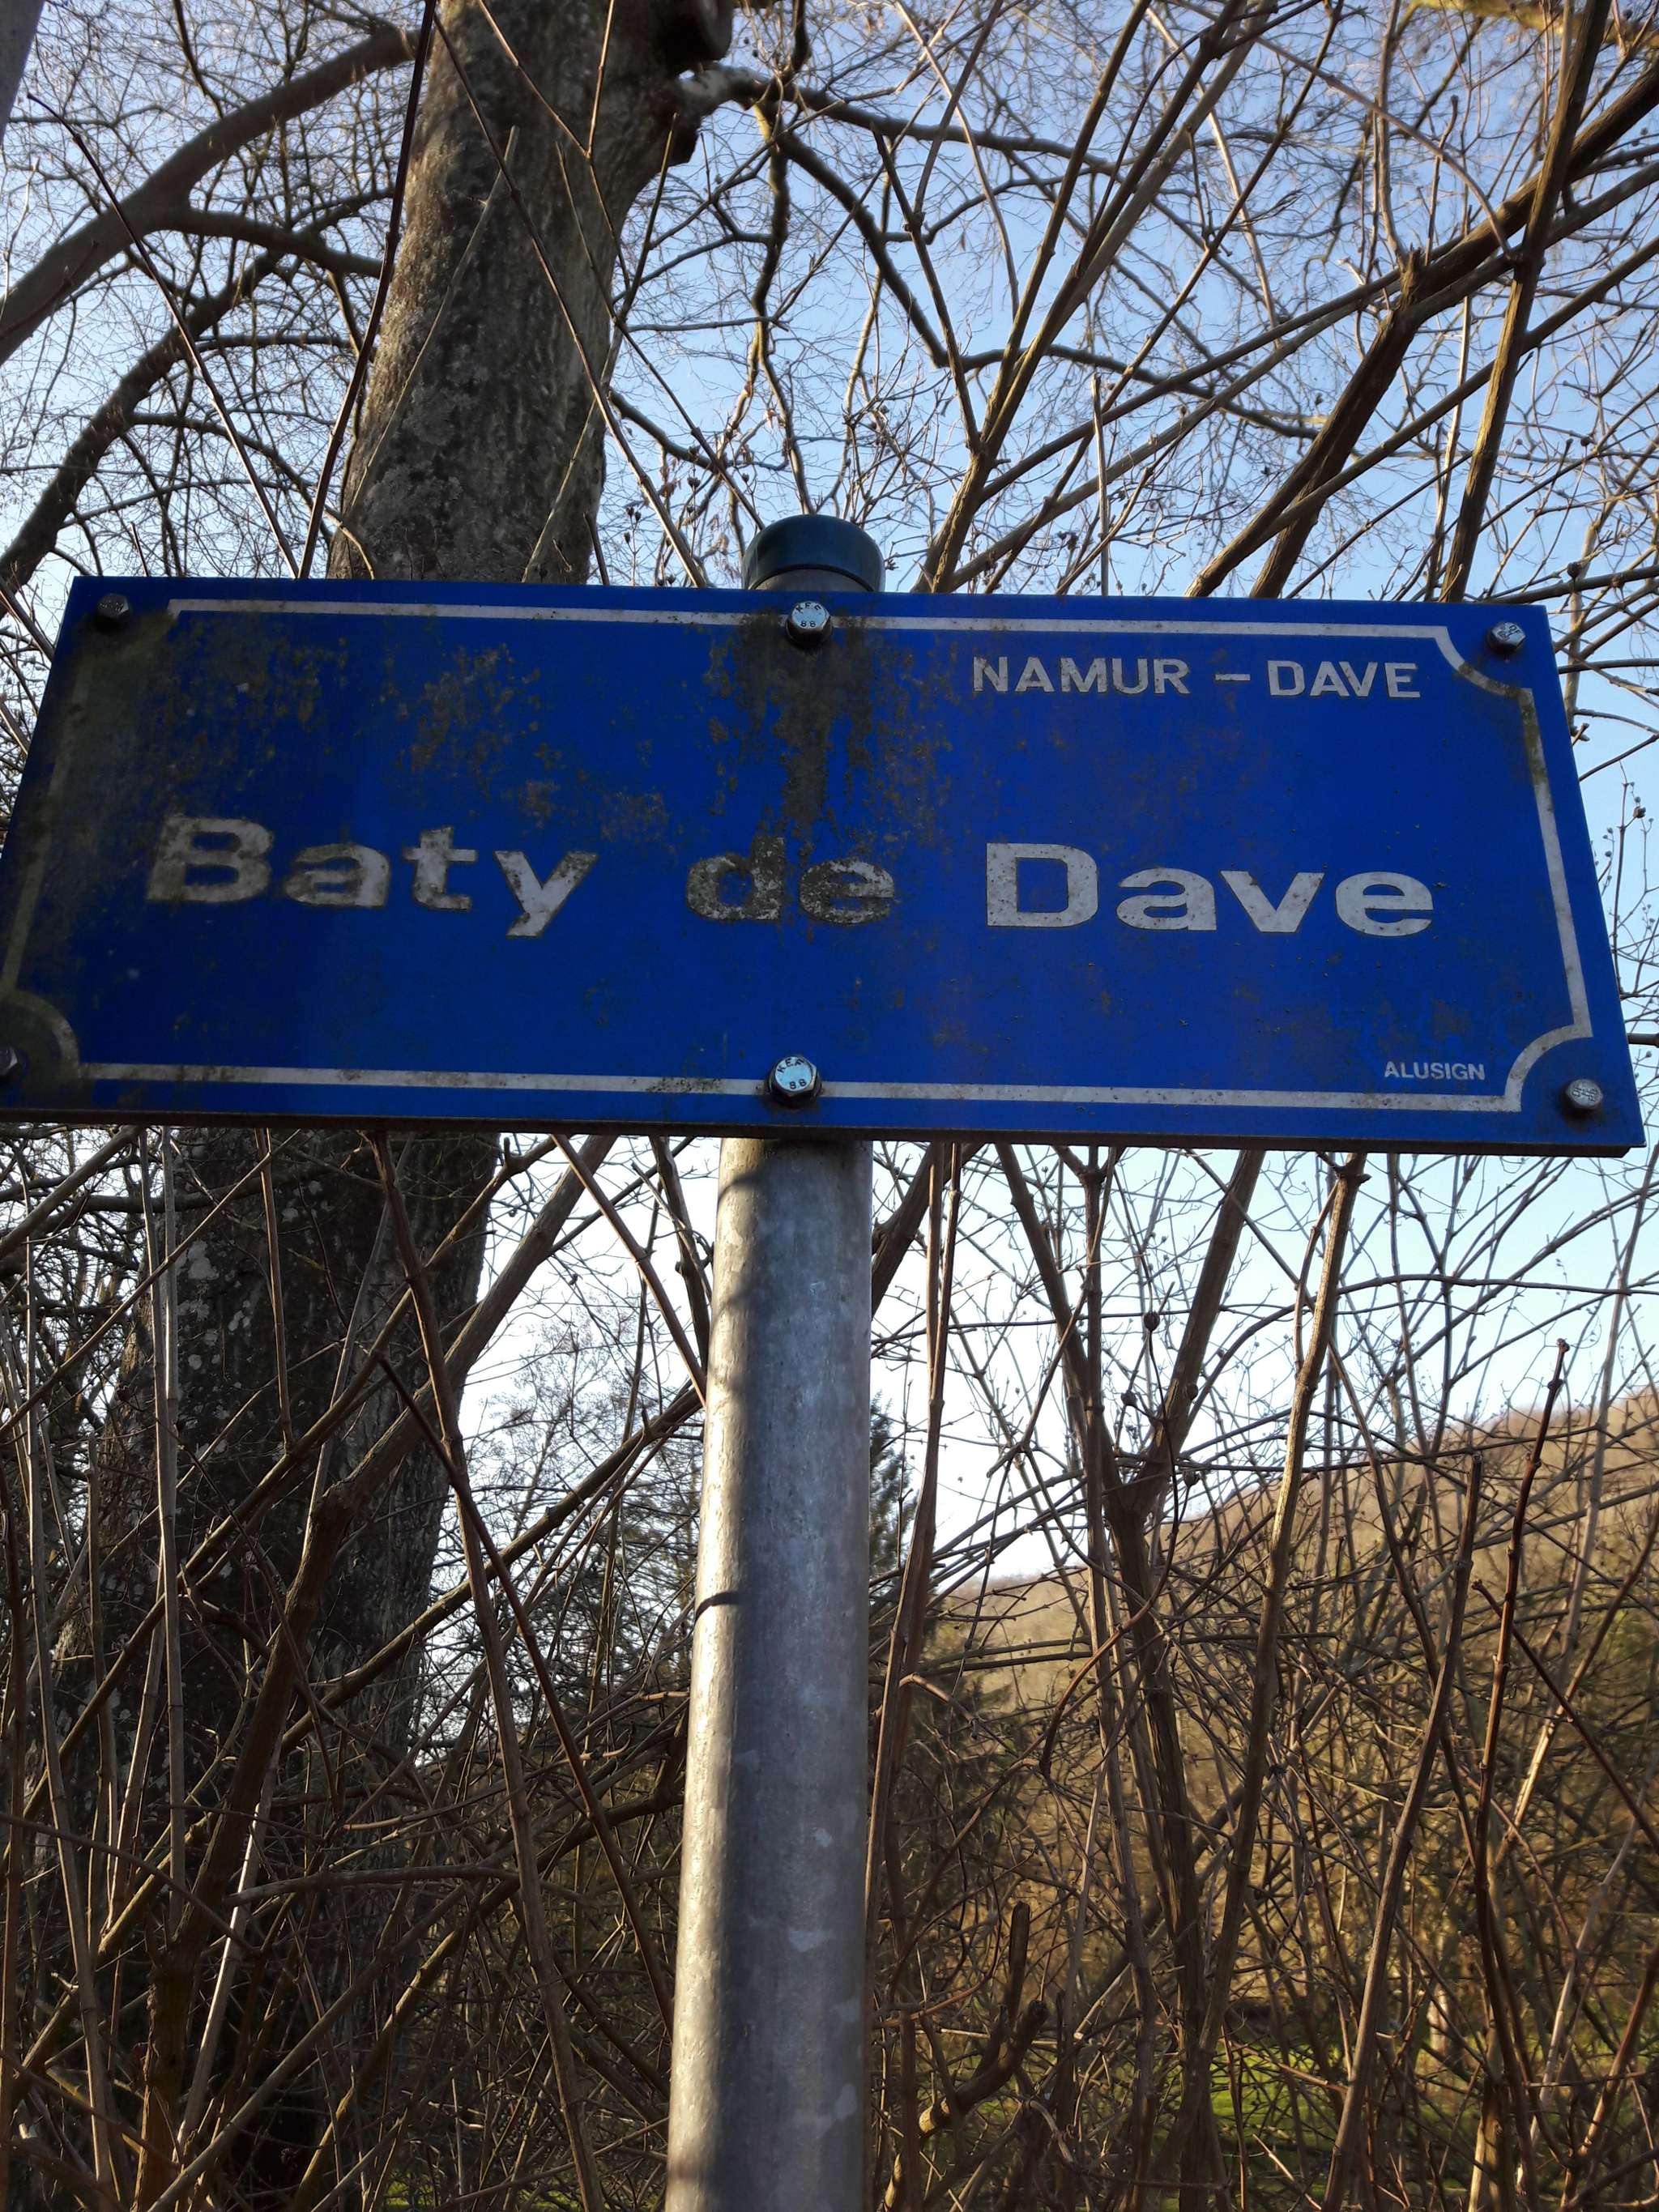 NAMUR – DAVE
Baty de Dave
ALUSIGN